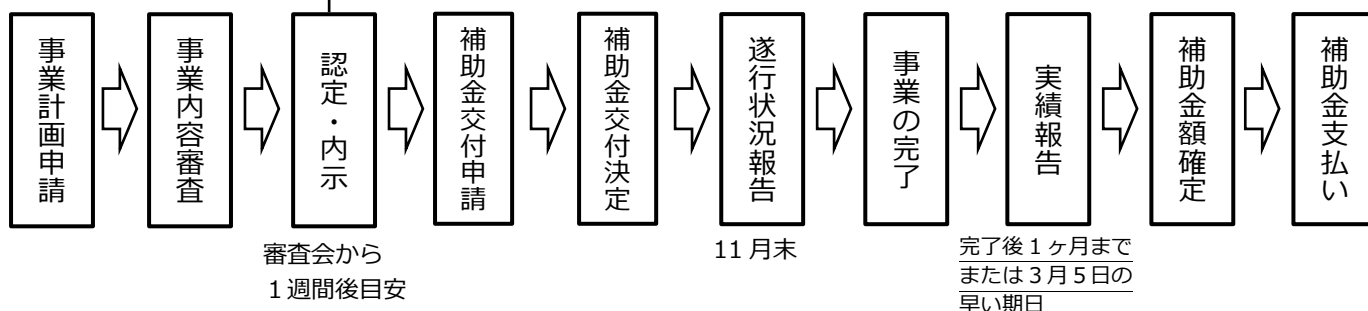 事業計画申請
事業内容審査
認定・内示
補助金交付申請
補助金交付決定
遂行状況報告
事業の完了
実績報告
補助金額確定
補助金支払い
審査会から
１週間後目安
11月末
完了後１ヶ月まで
または３月５日の
早い期日